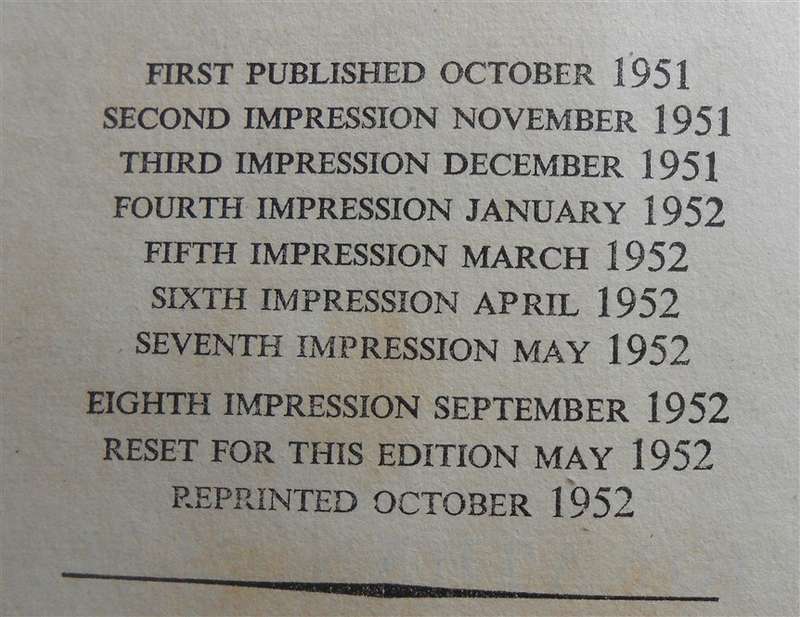 FIRST PUBLISHED OCTOBER 1951
SECOND IMPRESSION NOVEMBER 1951
THIRD IMPRESSION DECEMBER 1951
FOURTH IMPRESSION JANUARY 1952
FIFTH IMPRESSION MARCH 1952
SIXTH IMPRESSION APRIL 1952
SEVENTH IMPRESSION MAY 1952
EIGHTH IMPRESSION SEPTEMBER 1952
RESET FOR THIS EDITION MAY 1952
REPRINTED OCTOBER 1952